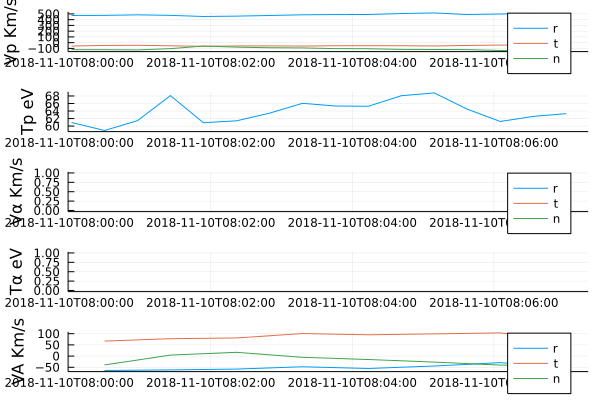 Vp Km/s
500
400
300
200
100
0
−100
2018-11-10T08:00:00 2018-11-10T08:02:00 2018-11-10T08:04:00
r
t
n
Tp eV
68
66
64
62
60
2018-11-10T08:00:00 2018-11-10T08:02:00 2018-11-10T08:04:00 2018-11-10T08:06:00
Vα Km/s
1.00
0.75
0.50
0.25
0.00
2018-11-10T08:00:00 2018-11-10T08:02:00 2018-11-10T08:04:00
r
t
n
Tα eV
1.00
0.75
0.50
0.25
0.00
2018-11-10T08:00:00 2018-11-10T08:02:00 2018-11-10T08:04:00 2018-11-10T08:06:00
VA Km/s
100
50
0
−50
2018-11-10T08:00:00 2018-11-10T08:02:00 2018-11-10T08:04:00
r
t
n